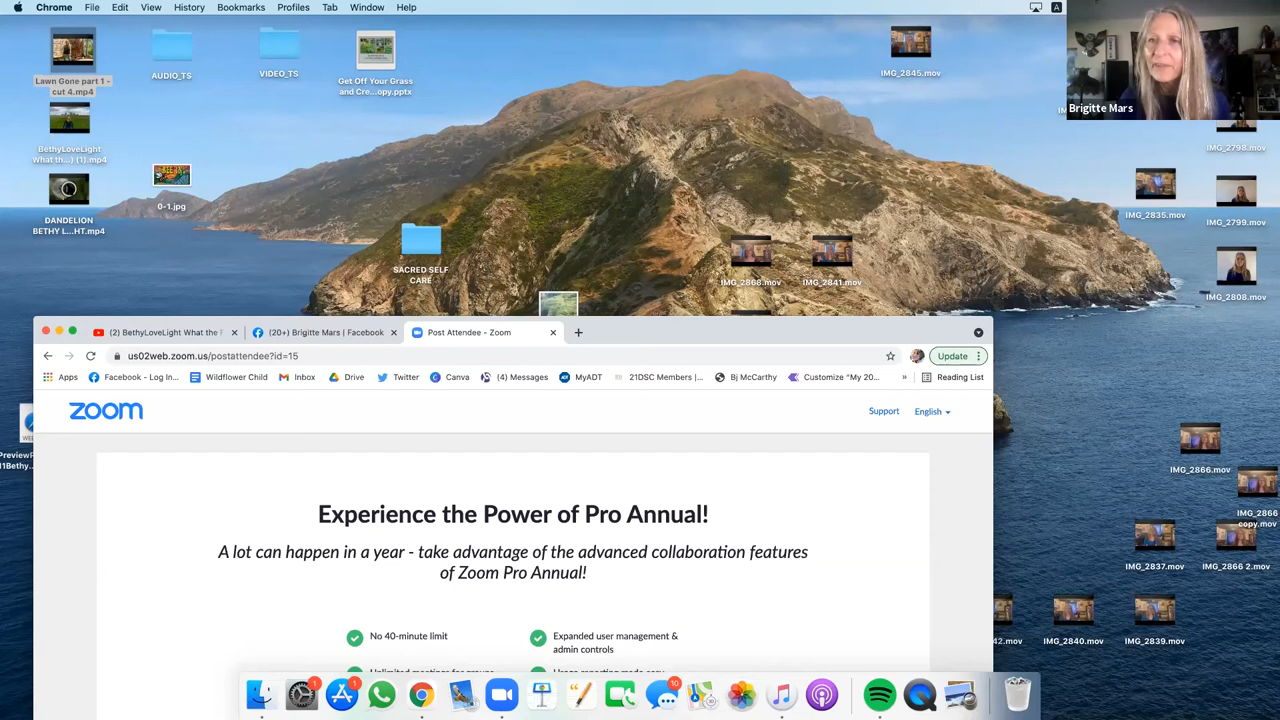 Chrome File Edit View History Bookmarks Profiles Tab Window Help
A
Brigitte Mars
Lawn Gone part 1 -
cut 4.mp4
AUDIO_TS
VIDEO_TS
Get Off Your Grass
and Cre...opy.pptx
IMG_2845.mov
BethyLoveLight
What th...) (1).mp4
IMG_2798.mov
0-1.jpg
DANDELION
BETHY L...HT.mp4
IMG_2835.mov
IMG_2799.mov
SACRED SELF
CARE
IMG_2868.mov
IMG_2841.mov
IMG_2808.mov
(2) BethyLoveLight What the
(20+) Brigitte Mars | Facebook
Post Attendee - Zoom
us02web.zoom.us/postattendee?id=15
Update
Apps Facebook - Log In... Wildflower Child Inbox Drive Twitter Canva (4) Messages MyADT 21DSC Members |... Bj McCarthy Customize "My 20... » Reading List
zoom
Support English
IMG_2866.mov
IMG_2866
copy.mov
IMG_2837.mov
IMG_2866 2.mov
42.mov
IMG_2840.mov
IMG_2839.mov
Experience the Power of Pro Annual!
A lot can happen in a year - take advantage of the advanced collaboration features
of Zoom Pro Annual!
No 40-minute limit
Expanded user management &
admin controls
1
1
10